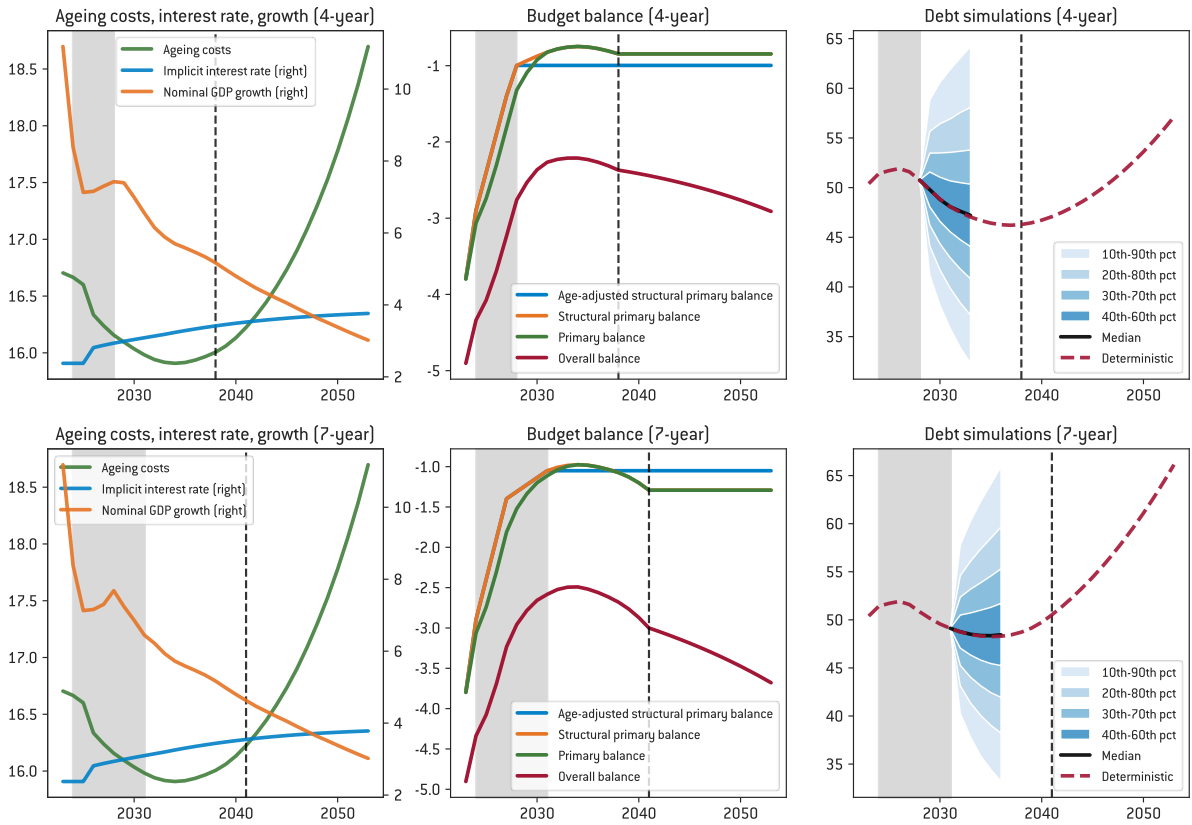 Ageing costs, interest rate, growth (4-year)
18.5
18.0
17.5
17.0
16.5
16.0
10
8
6
4
2
2030
2040
2050
Ageing costs
Implicit interest rate (right)
Nominal GDP growth (right)
Budget balance (4-year)
-1
-2
-3
-4
-5
2030
2040
2050
Age-adjusted structural primary balance
Structural primary balance
Primary balance
Overall balance
Debt simulations (4-year)
65
60
55
50
45
40
35
2030
2040
2050
10th-90th pct
20th-80th pct
30th-70th pct
40th-60th pct
Median
Deterministic
Ageing costs, interest rate, growth (7-year)
18.5
18.0
17.5
17.0
16.5
16.0
10
8
6
4
2
2030
2040
2050
Ageing costs
Implicit interest rate (right)
Nominal GDP growth (right)
Budget balance (7-year)
-1.0
-1.5
-2.0
-2.5
-3.0
-3.5
-4.0
-4.5
-5.0
2030
2040
2050
Age-adjusted structural primary balance
Structural primary balance
Primary balance
Overall balance
Debt simulations (7-year)
65
60
55
50
45
40
35
2030
2040
2050
10th-90th pct
20th-80th pct
30th-70th pct
40th-60th pct
Median
Deterministic